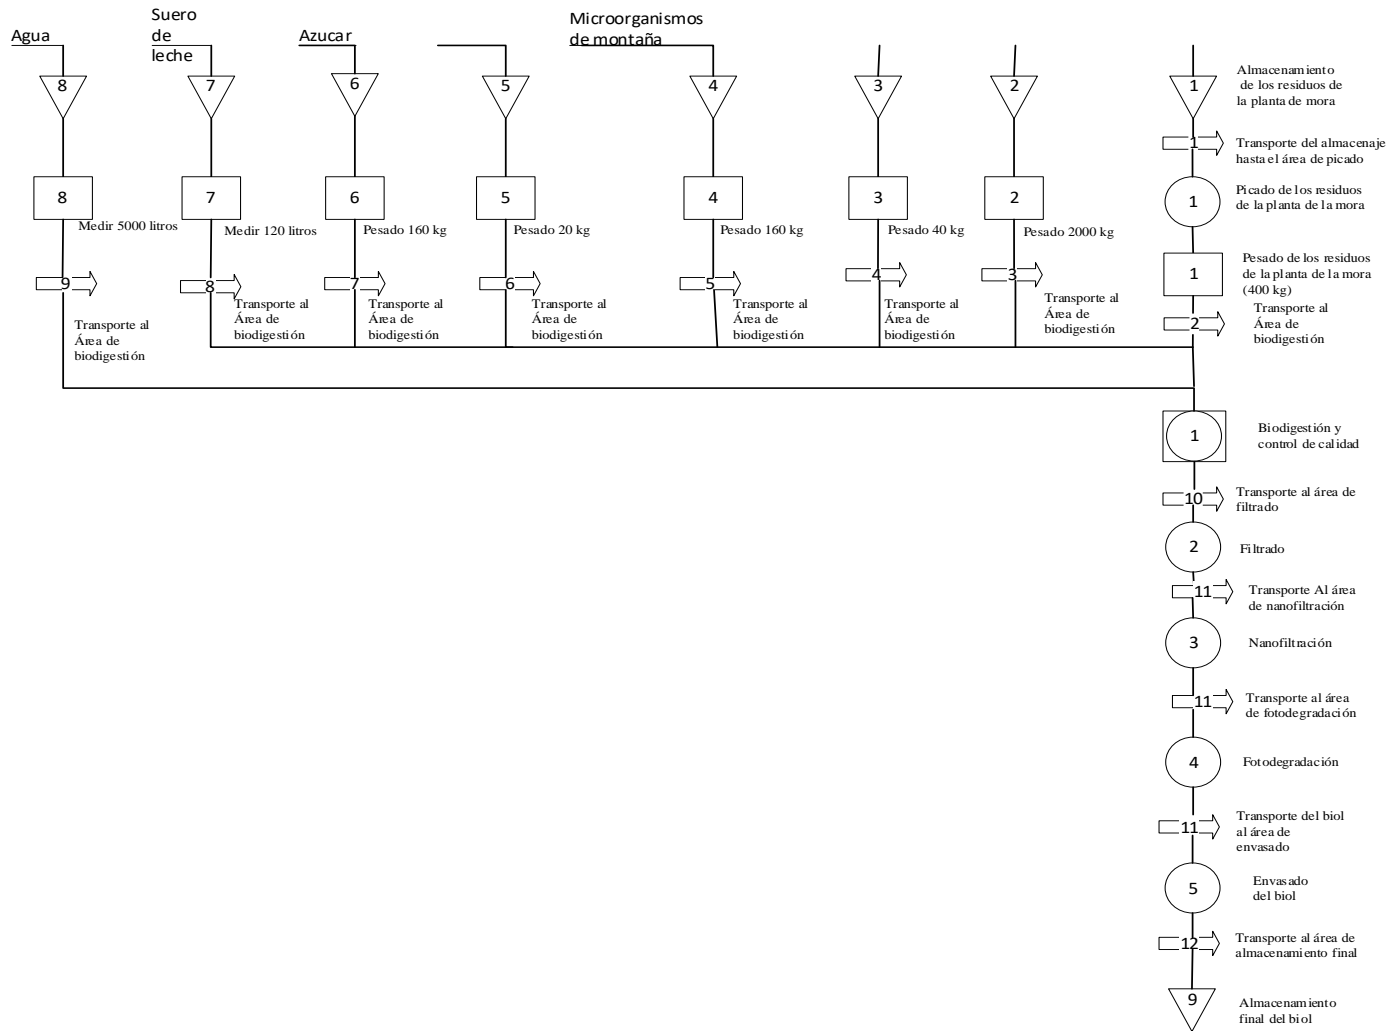 Agua
Suero
de
leche
Azucar
Microorganismos
de montaña
8
7
6
5
4
3
2
1
Almacenamiento
de los residuos de
la planta de mora
1
Transporte del almacenaje
hasta el área de picado
8
7
6
5
4
3
2
1
Picado de los residuos
de la planta de la mora
Medir 5000 litros
Medir 120 litros
Pesado 160 kg
Pesado 20 kg
Pesado 160 kg
Pesado 40 kg
Pesado 2000 kg
1
Pesado de los residuos
de la planta de la mora
(400 kg)
9
8
7
6
5
4
3
2
Transporte al
Área de
biodigestión
Transporte al
Área de
biodigestión
Transporte al
Área de
biodigestión
Transporte al
Área de
biodigestión
Transporte al
Área de
biodigestión
Transporte al
Área de
biodigestión
Transporte al
Área de
biodigestión
Transporte al
Área de
biodigestión
1
Biodigestión y
control de calidad
10
Transporte al área de
filtrado
2
Filtrado
11
Transporte Al área
de nanofiltración
3
Nanofiltración
11
Transporte al área
de fotodegradación
4
Fotodegradación
11
Transporte del biol
al área de
envasado
5
Envasado
del biol
12
Transporte al área de
almacenamiento final
9
Almacenamiento
final del biol